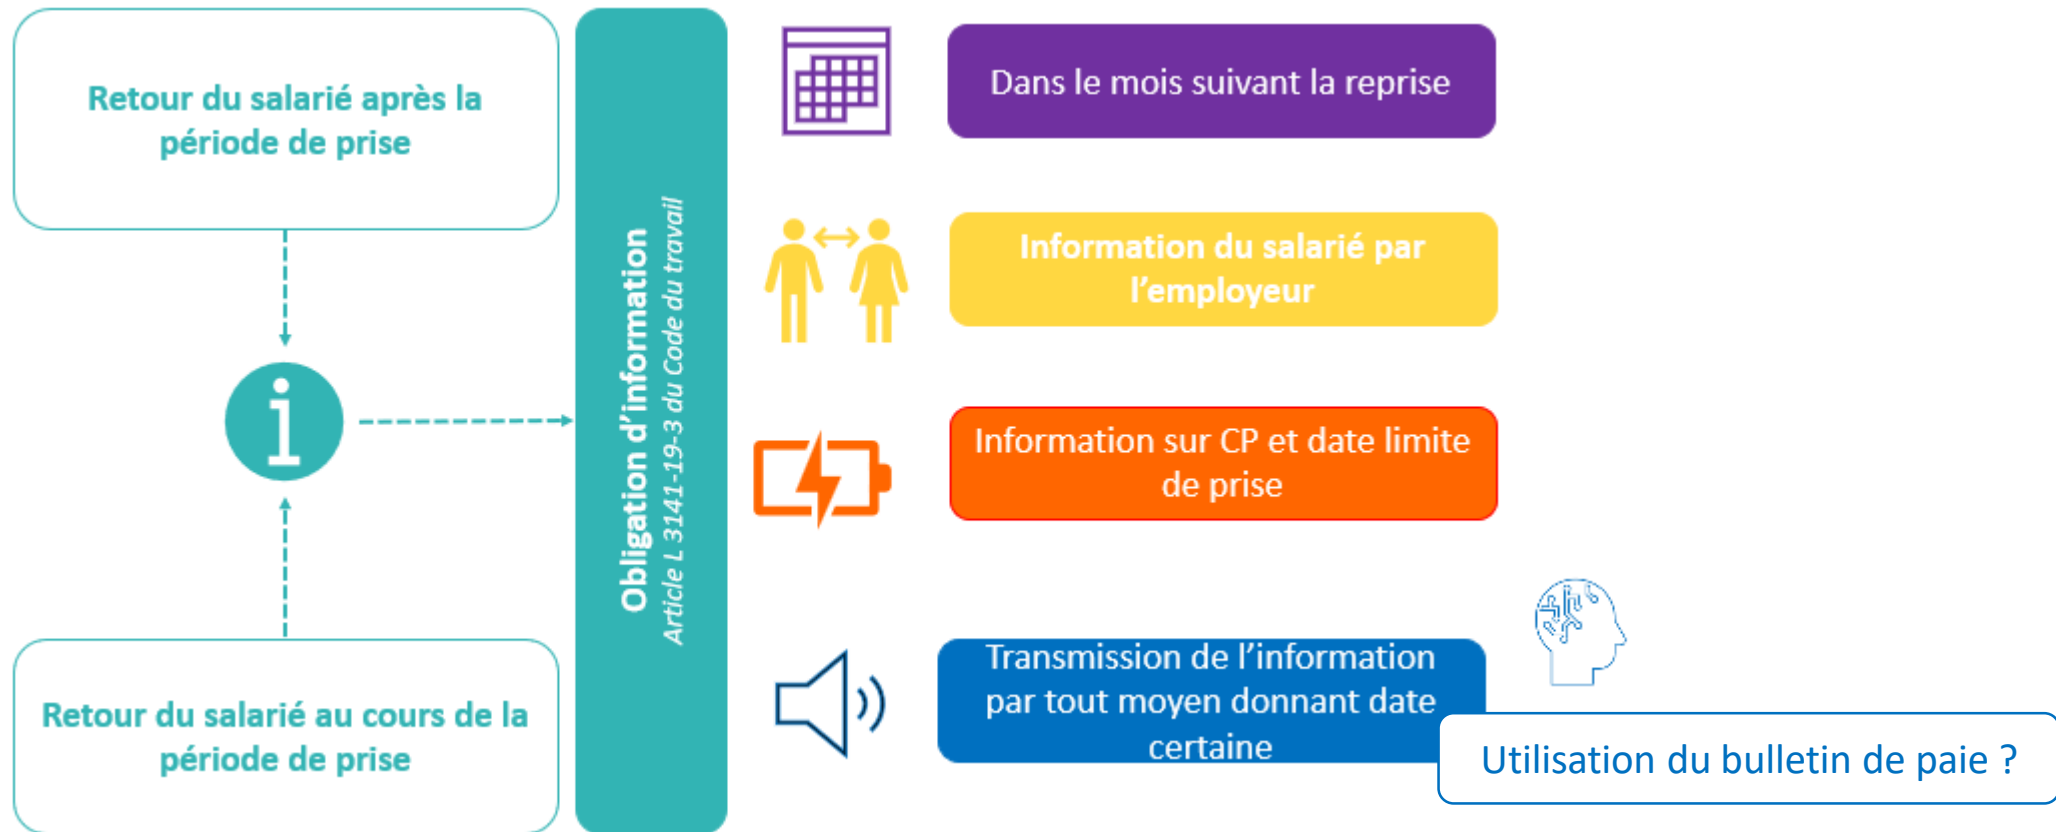 Retour du salarié après la
période de prise
Retour du salarié au cours de la
période de prise
Obligation d’information
Article L 3141-19-3 du Code du travail
Dans le mois suivant la reprise
Information du salarié par
l’employeur
Information sur CP et date limite
de prise
Transmission de l’information
par tout moyen donnant date
certaine
Utilisation du bulletin de paie ?